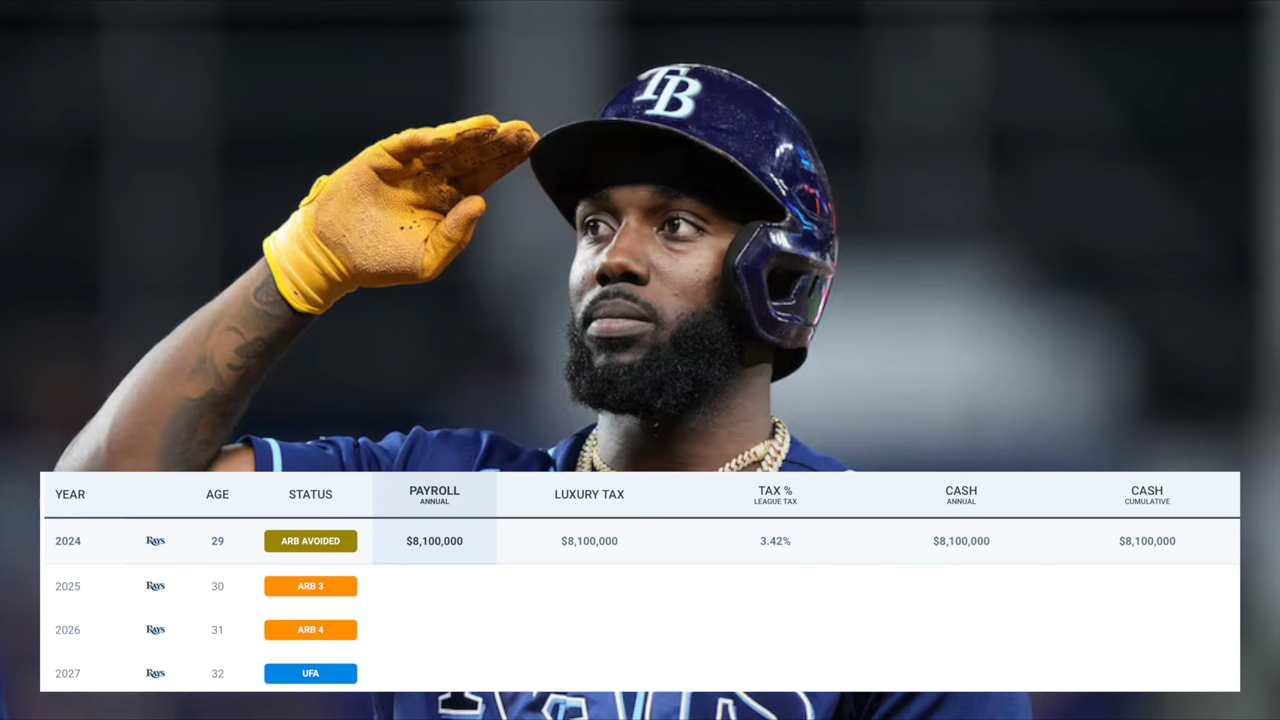 TB
YEAR AGE STATUS PAYROLL LUXURY TAX TAX % CASH CASH
ANNUAL LEAGUE TAX ANNUAL CUMULATIVE
2024 Rays 29 ARB AVOIDED $8,100,000 $8,100,000 3.42% $8,100,000 $8,100,000
2025 Rays 30 ARB 3
2026 Rays 31 ARB 4
2027 Rays 32 UFA